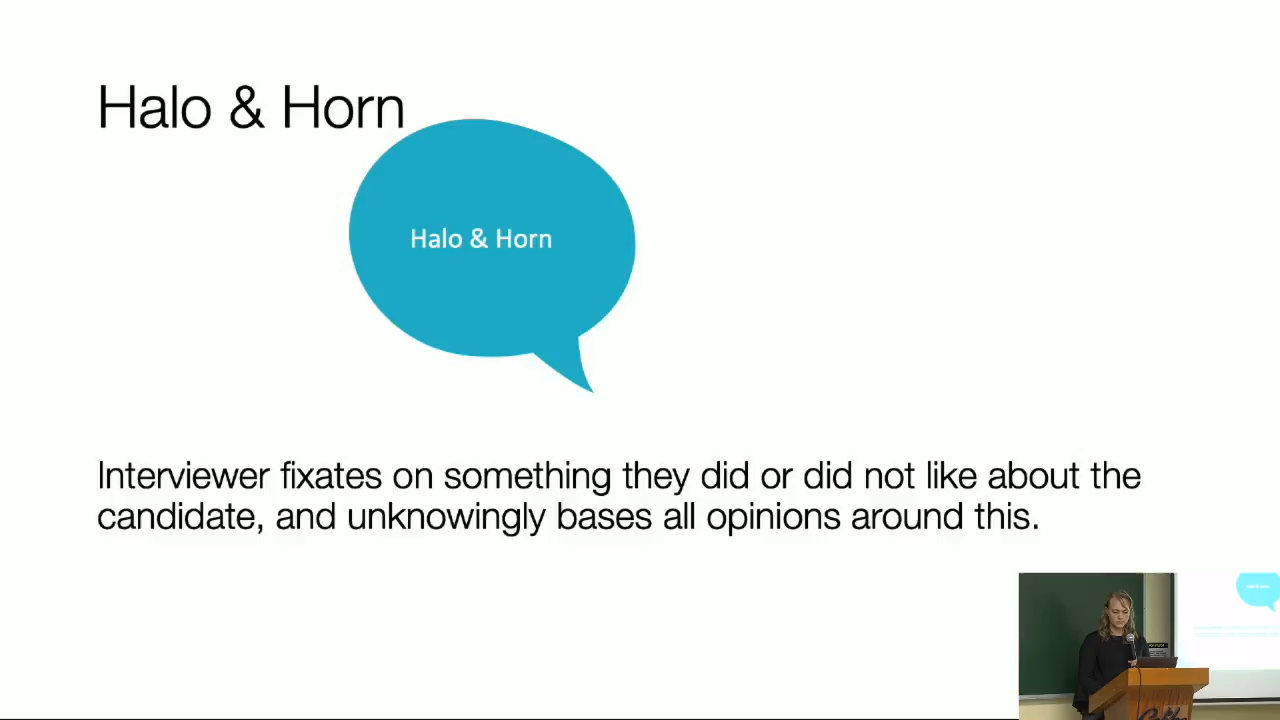 Halo & Horn
Halo & Horn
Interviewer fixates on something they did or did not like about the
candidate, and unknowingly bases all opinions around this.